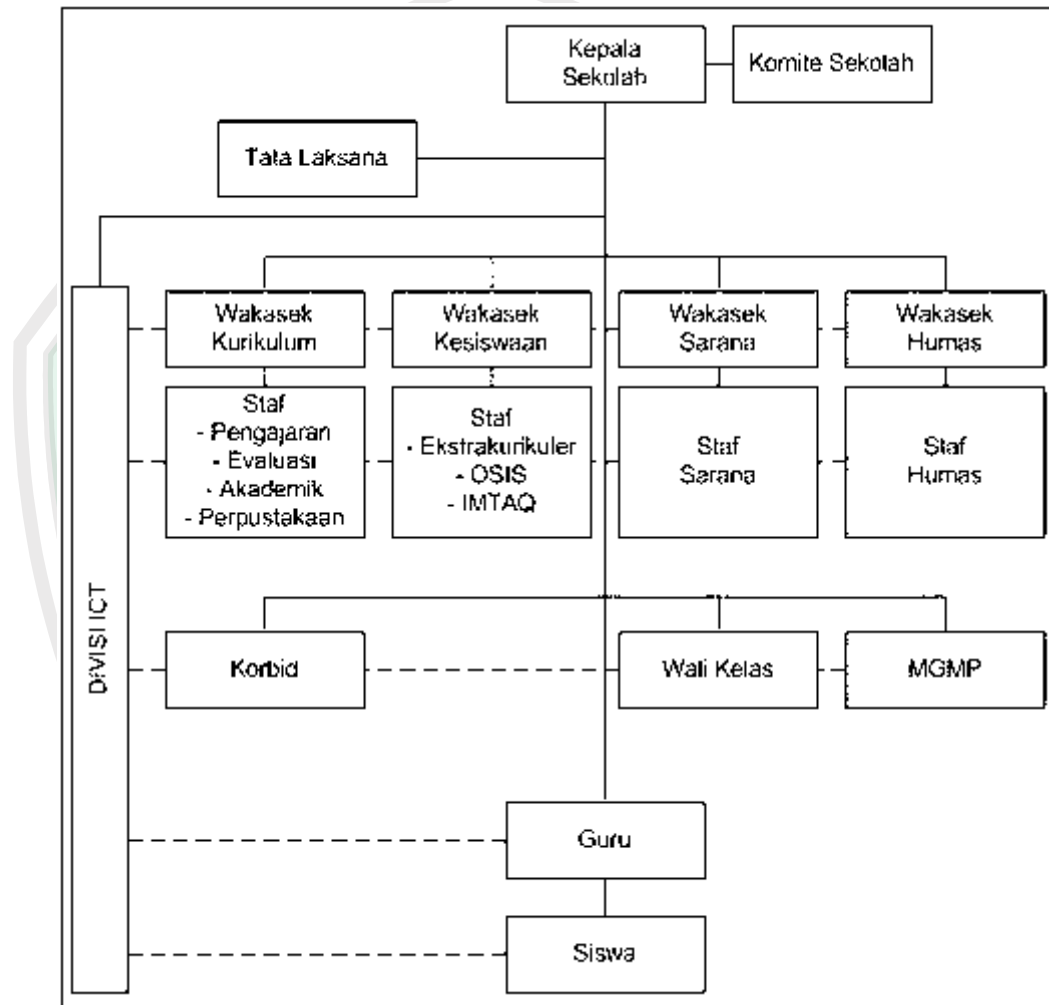 Kepala
Sekolah
Komite Sekolah
Tata Laksana
Wakasek
Kurikulum
Wakasek
Kesiswaan
Wakasek
Sarana
Wakasek
Humas
Staf
- Pengajaran
- Evaluasi
- Akademik
- Perpustakaan
Staf
- Ekstrakurikuler
- OSIS
- IMTAQ
Staf
Sarana
Staf
Humas
DIVISI ICT
Korbid
Wali Kelas
MGMP
Guru
Siswa